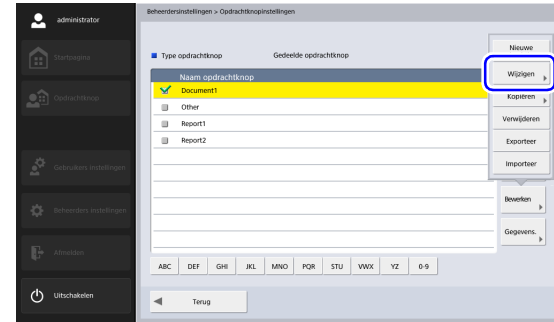 administrator
Startpagina
Opdrachtknop
Gebruikers instellingen
Beheerders instellingen
Afmelden
Uitschakelen
Beheerdersinstellingen > Opdrachtknopinstellingen
Type opdrachtknop Gedeelde opdrachtknop
Naam opdrachtknop
Document1
Other
Report1
Report2
Nieuwe
Wijzigen
Kopiëren
Verwijderen
Exporteer
Importeer
Bewerken
Gegevens.
ABC DEF GHI JKL MNO PQR STU VWX YZ 0-9
Terug